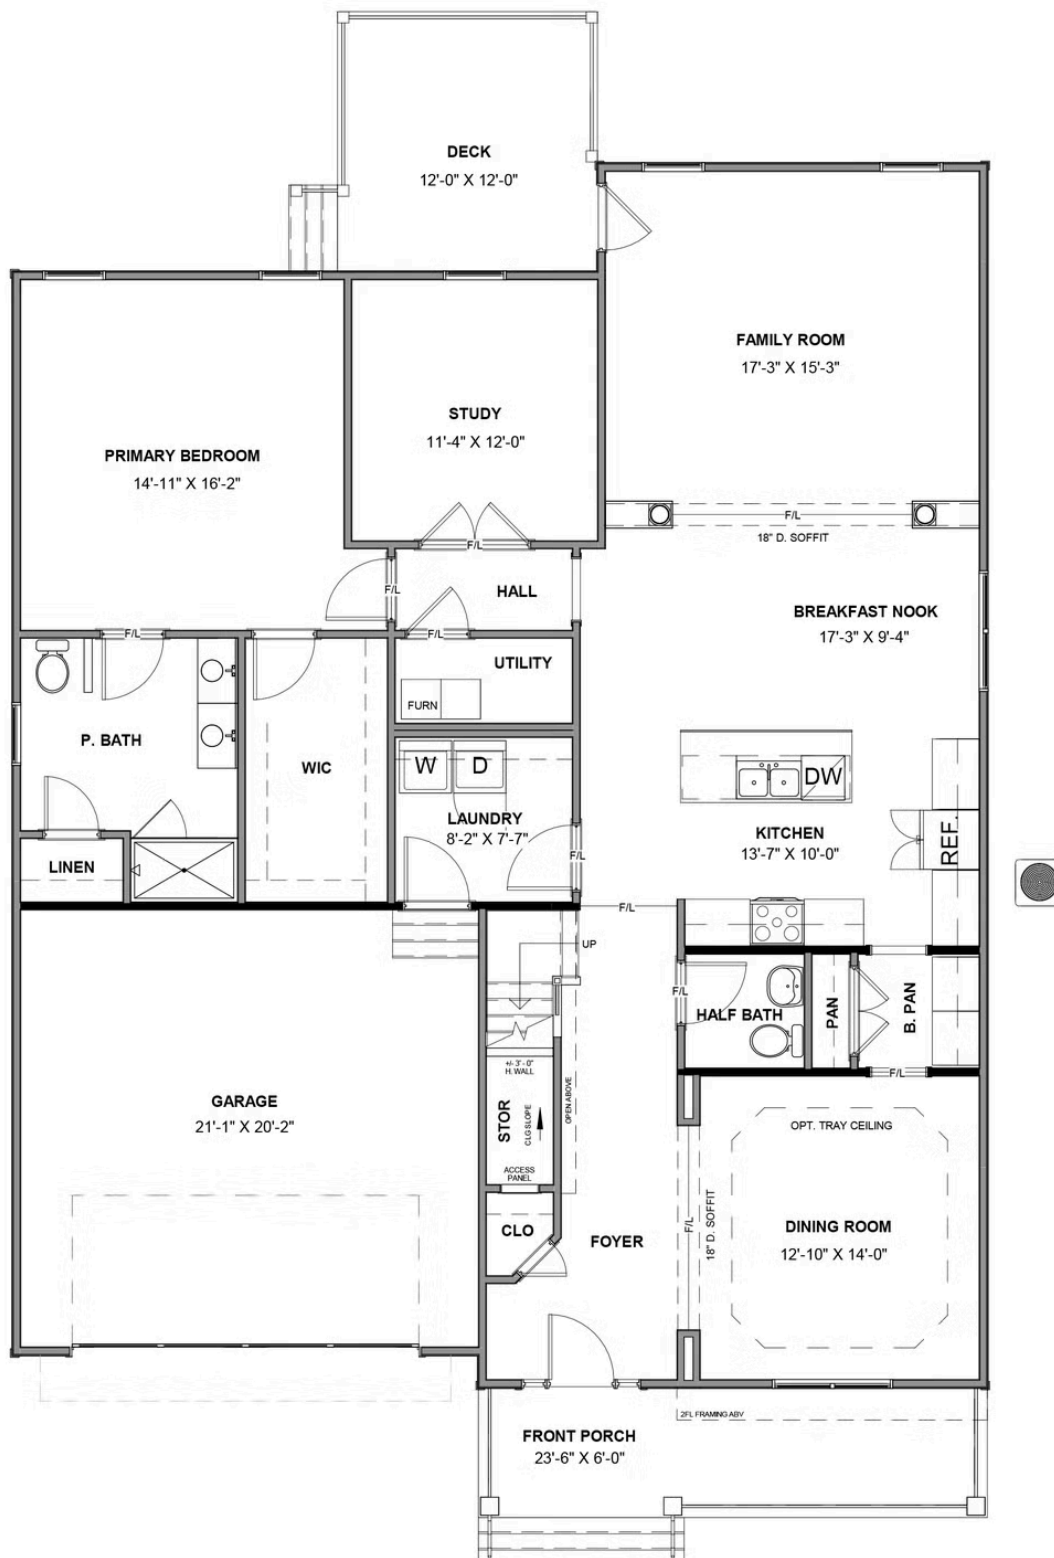 DECK
12'-0" X 12'-0"
FAMILY ROOM
17'-3" X 15'-3"
STUDY
11'-4" X 12'-0"
PRIMARY BEDROOM
14'-11" X 16'-2"
F/L
18" D. SOFFIT
F/L
F/L
HALL
BREAKFAST NOOK
17'-3" X 9'-4"
F/L
F/L
UTILITY
FURN
P. BATH
WIC
W
D
DW
LAUNDRY
8'-2" X 7'-7"
KITCHEN
13'-7" X 10'-0"
REF.
F/L
LINEN
F/L
UP
F/L
HALF BATH
PAN
B. PAN
+/- 3'- 0"
H. WALL
F/L
GARAGE
21'-1" X 20'-2"
STOR
CLG SLOPE
OPEN ABOVE
OPT. TRAY CEILING
ACCESS
PANEL
CLO
FOYER
F/L
18" D. SOFFIT
DINING ROOM
12'-10" X 14'-0"
2FL FRAMING ABV
FRONT PORCH
23'-6" X 6'-0"